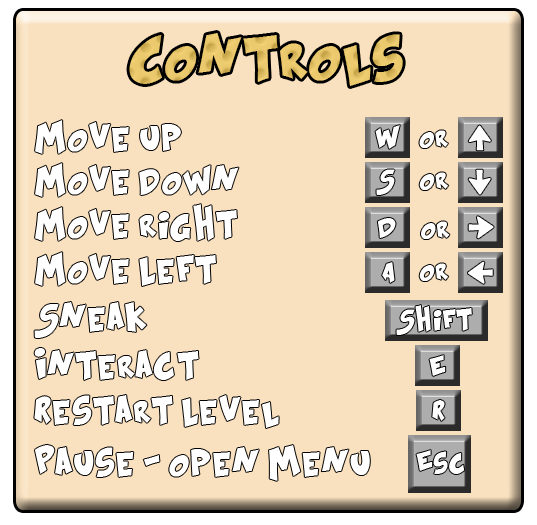 CONTROLS
MOVE UP W OR ↑
MOVE DOWN S OR ↓
MOVE RIGHT D OR →
MOVE LEFT A OR ←
SNEAK SHIFT
INTERACT E
RESTART LEVEL R
PAUSE - OPEN MENU ESC